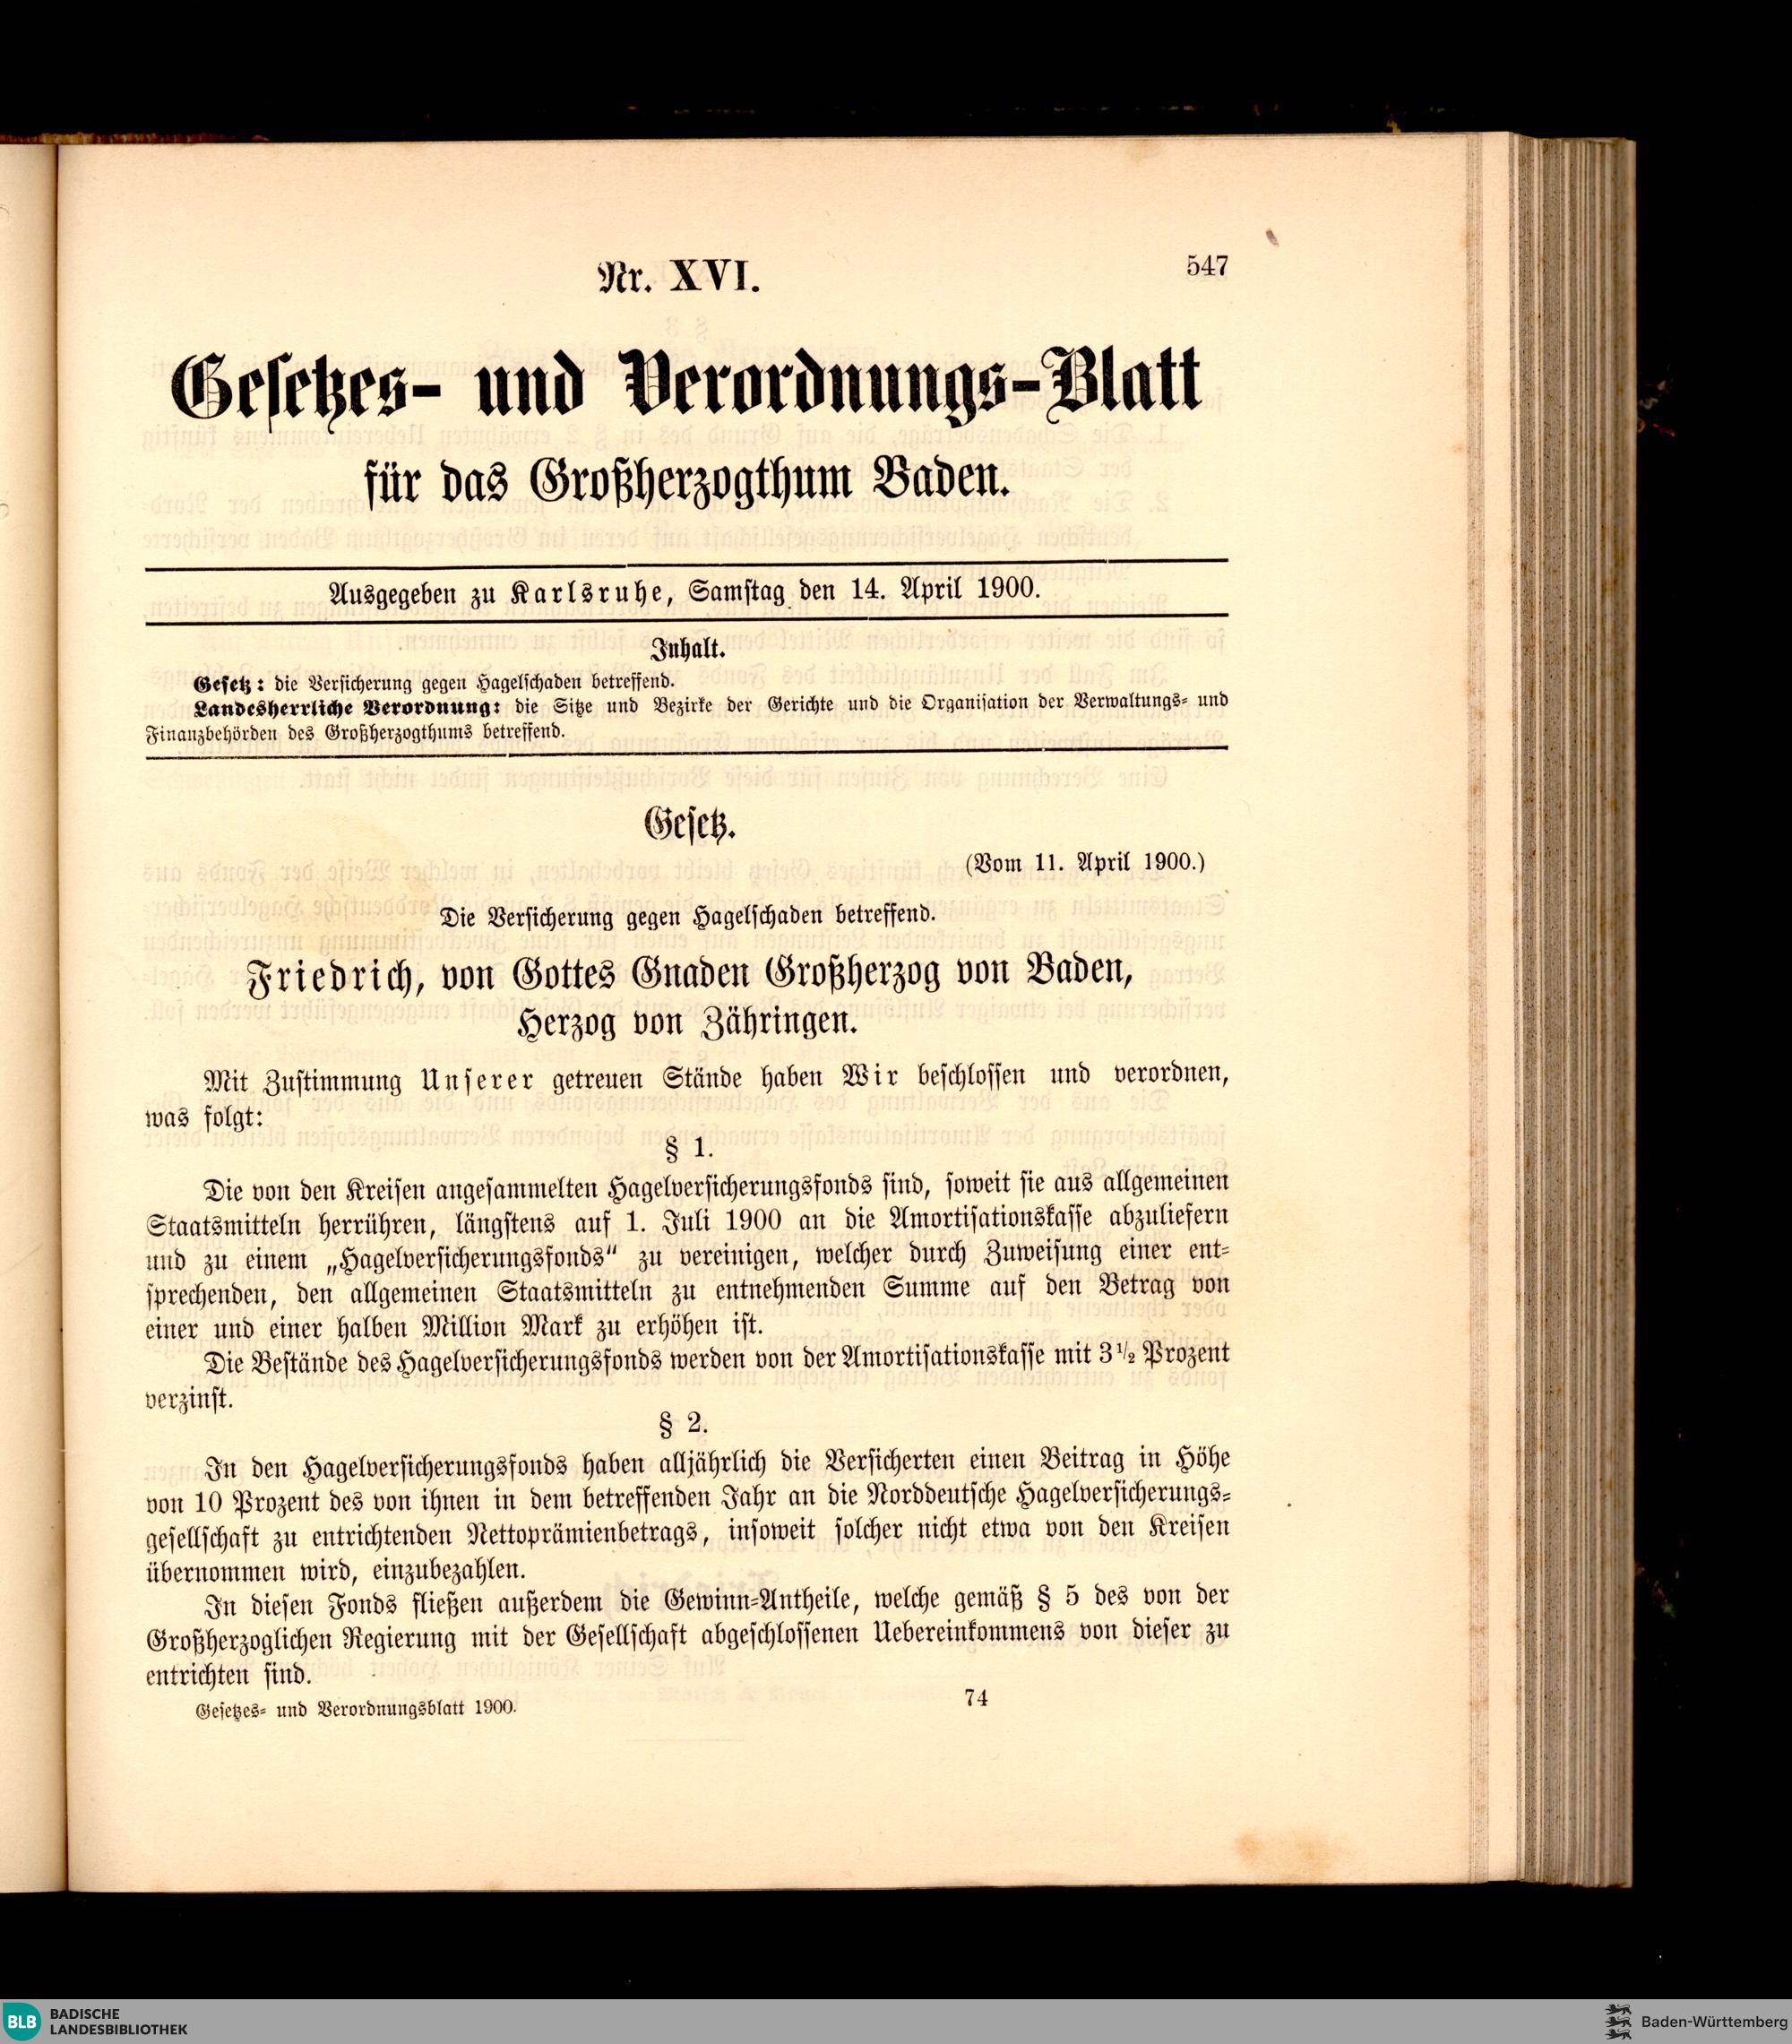 547
Nr. XVI.
Gesetzes- und Verordnungs-Blatt
für das Großherzogthum Baden.
Ausgegeben zu Karlsruhe, Samstag den 14. April 1900.
Inhalt.
Gesetz: die Versicherung gegen Hagelschaden betreffend.
Landesherrliche Verordnung: die Sitze und Bezirke der Gerichte und die Organisation der Verwaltungs- und
Finanzbehörden des Großherzogthums betreffend.
Gesetz.
(Vom 11. April 1900.)
Die Versicherung gegen Hagelschaden betreffend.
Friedrich, von Gottes Gnaden Großherzog von Baden,
Herzog von Zähringen.
Mit Zustimmung Unserer getreuen Stände haben Wir beschlossen und verordnen,
was folgt:
§ 1.
Die von den Kreisen angesammelten Hagelversicherungsfonds sind, soweit sie aus allgemeinen
Staatsmitteln herrühren, längstens auf 1. Juli 1900 an die Amortisationskasse abzuliefern
und zu einem „Hagelversicherungsfonds“ zu vereinigen, welcher durch Zuweisung einer ent-
sprechenden, den allgemeinen Staatsmitteln zu entnehmenden Summe auf den Betrag von
einer und einer halben Million Mark zu erhöhen ist.
Die Bestände des Hagelversicherungsfonds werden von der Amortisationskasse mit 3½ Prozent
verzinst.
§ 2.
In den Hagelversicherungsfonds haben alljährlich die Versicherten einen Beitrag in Höhe
von 10 Prozent des von ihnen in dem betreffenden Jahr an die Norddeutsche Hagelversicherungs-
gesellschaft zu entrichtenden Nettoprämienbetrags, insoweit solcher nicht etwa von den Kreisen
übernommen wird, einzubezahlen.
In diesen Fonds fließen außerdem die Gewinn-Antheile, welche gemäß § 5 des von der
Großherzoglichen Regierung mit der Gesellschaft abgeschlossenen Uebereinkommens von dieser zu
entrichten sind.
Gesetzes- und Verordnungsblatt 1900.
74
BLB BADISCHE
LANDESBIBLIOTHEK
Baden-Württemberg